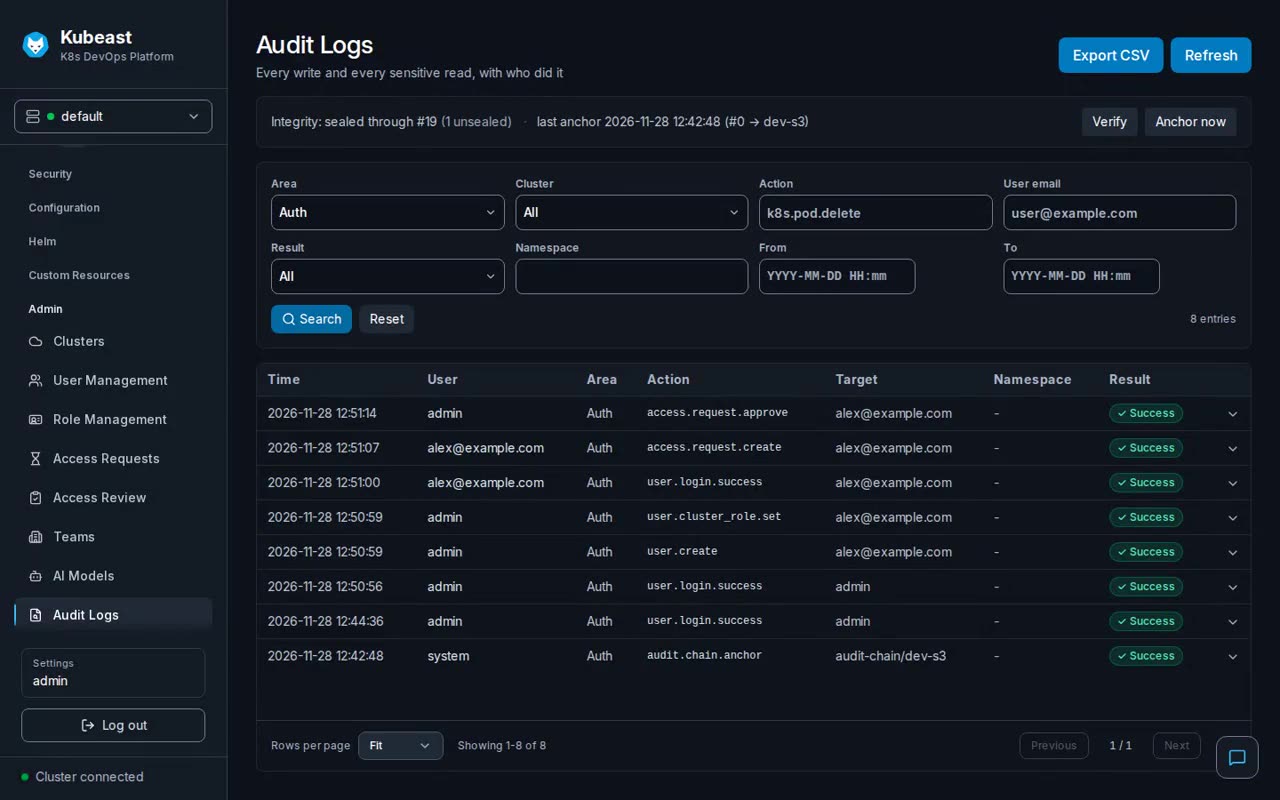 Kubeast
K8s DevOps Platform
default
Security
Configuration
Helm
Custom Resources
Admin
Clusters
User Management
Role Management
Access Requests
Access Review
Teams
AI Models
Audit Logs
Settings
admin
Log out
Cluster connected
Audit Logs
Every write and every sensitive read, with who did it
Export CSV Refresh
Integrity: sealed through #19 (1 unsealed) · last anchor 2026-11-28 12:42:48 (#0 → dev-s3) Verify Anchor now
Area Cluster Action User email
Auth All k8s.pod.delete user@example.com
Result Namespace From To
All YYYY-MM-DD HH:mm YYYY-MM-DD HH:mm
Search Reset 8 entries
Time User Area Action Target Namespace Result
2026-11-28 12:51:14 admin Auth access.request.approve alex@example.com - ✓ Success
2026-11-28 12:51:07 alex@example.com Auth access.request.create alex@example.com - ✓ Success
2026-11-28 12:51:00 alex@example.com Auth user.login.success alex@example.com - ✓ Success
2026-11-28 12:50:59 admin Auth user.cluster_role.set alex@example.com - ✓ Success
2026-11-28 12:50:59 admin Auth user.create alex@example.com - ✓ Success
2026-11-28 12:50:56 admin Auth user.login.success admin - ✓ Success
2026-11-28 12:44:36 admin Auth user.login.success admin - ✓ Success
2026-11-28 12:42:48 system Auth audit.chain.anchor audit-chain/dev-s3 - ✓ Success
Rows per page Fit Showing 1-8 of 8 Previous 1 / 1 Next